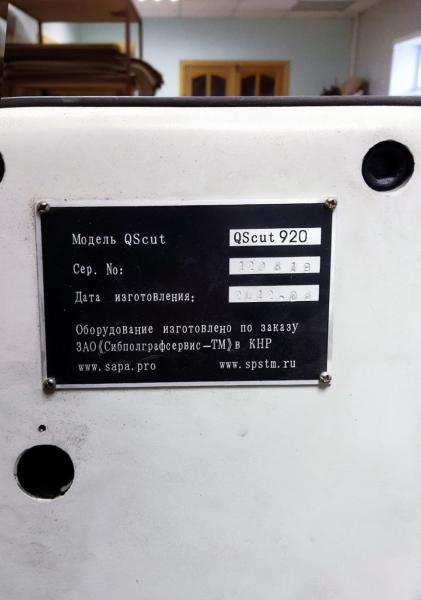 Модель QScut QScut 920
Сер. No:
Дата изготовления:
Оборудование изготовлено по заказу
ЗАО《Сибполграфсервис-ТМ》в КНР
www.sapa.pro www.spstm.ru